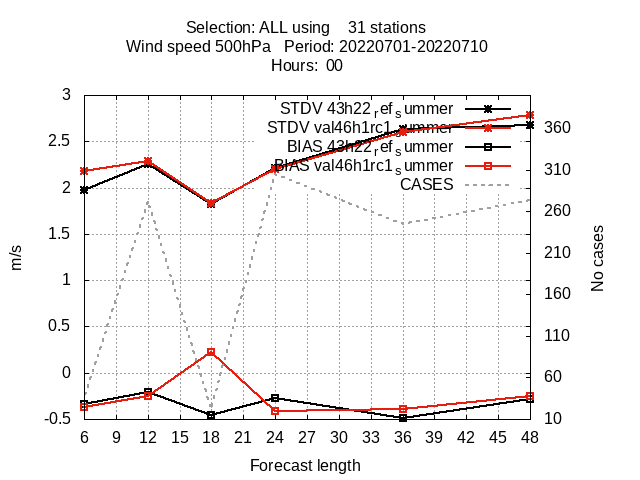 Selection: ALL using    31 stations
Wind speed 500hPa   Period: 20220701-20220710
Hours:  00
STDV 43h22_ref_summer
STDV val46h1rc1_summer
BIAS 43h22_ref_summer
BIAS val46h1rc1_summer
CASES
3
2.5
2
1.5
1
0.5
0
-0.5
m/s
360
310
260
210
160
110
60
10
No cases
6 9 12 15 18 21 24 27 30 33 36 39 42 45 48
Forecast length